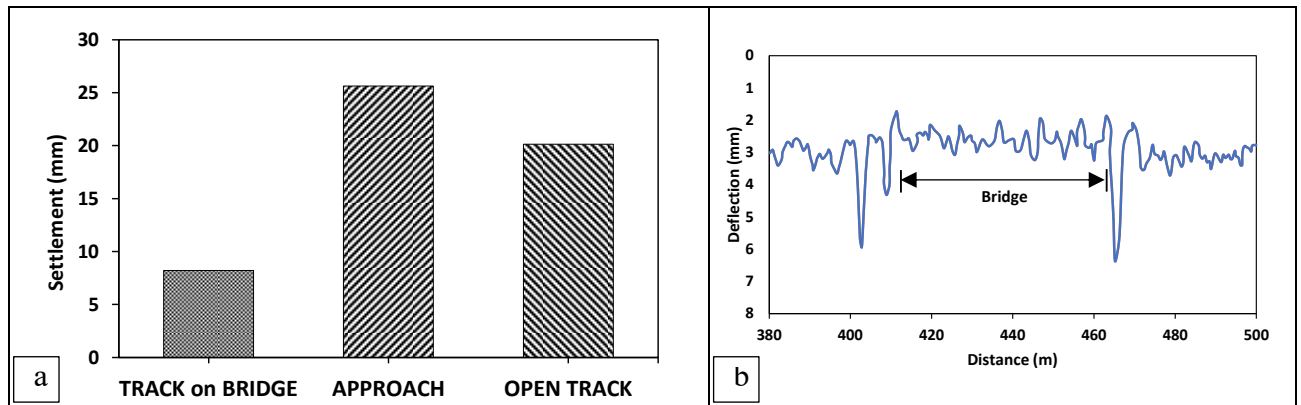 30
25
20
15
10
5
0
Settlement (mm)
TRACK on BRIDGE APPROACH OPEN TRACK
a
0
1
2
3
4
5
6
7
8
Deflection (mm)
Bridge
380 400 420 440 460 480 500
Distance (m)
b